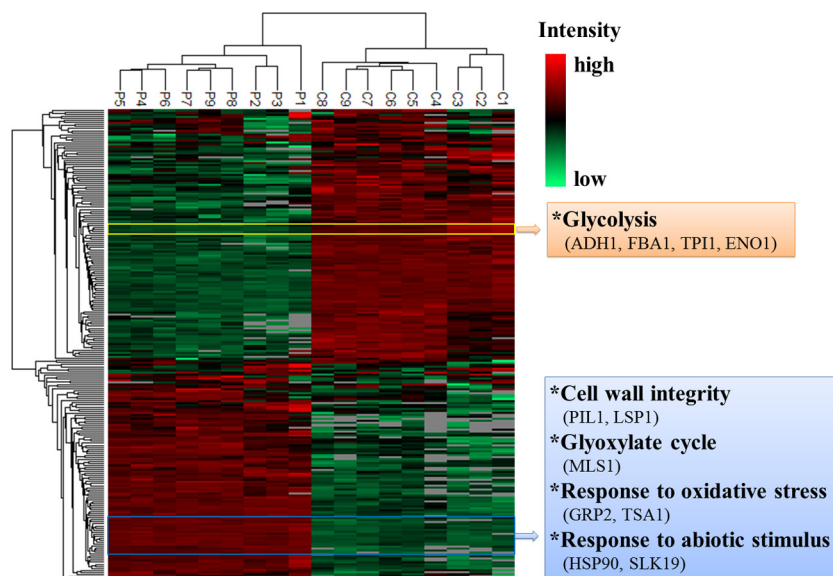 Intensity
high
low
P5 P4 P6 P7 P9 P8 P2 P3 P1 C8 C9 C7 C6 C5 C4 C3 C2 C1
*Glycolysis
(ADH1, FBA1, TPI1, ENO1)
*Cell wall integrity
(PIL1, LSP1)
*Glyoxylate cycle
(MLS1)
*Response to oxidative stress
(GRP2, TSA1)
*Response to abiotic stimulus
(HSP90, SLK19)